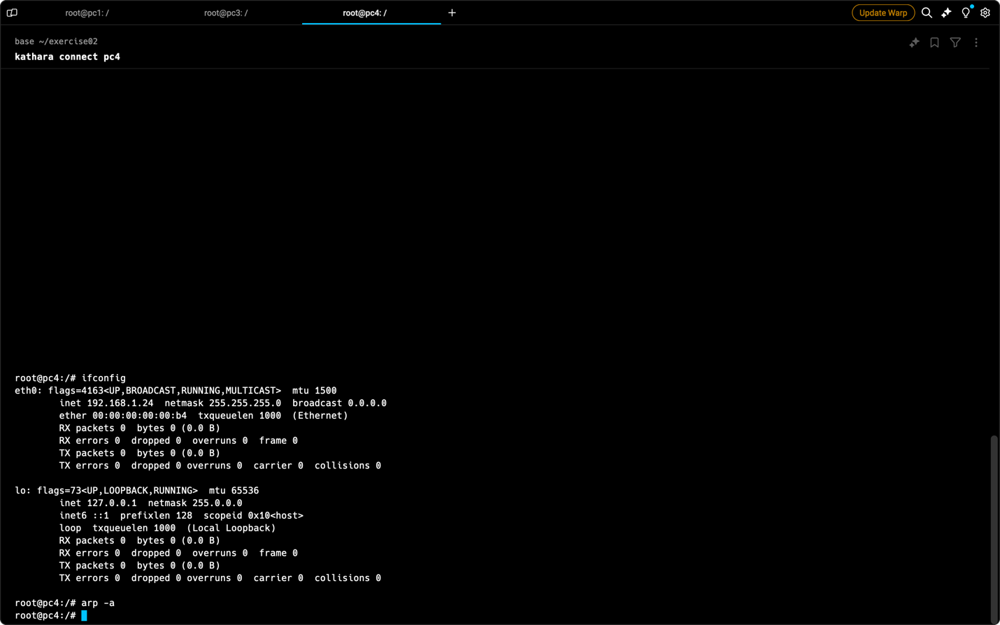 root@pc1: /
root@pc3: /
root@pc4: /
+
Update Warp
base ~/exercise02
kathara connect pc4
root@pc4:/# ifconfig
eth0: flags=4163<UP,BROADCAST,RUNNING,MULTICAST>  mtu 1500
        inet 192.168.1.24  netmask 255.255.255.0  broadcast 0.0.0.0
        ether 00:00:00:00:00:b4  txqueuelen 1000  (Ethernet)
        RX packets 0  bytes 0 (0.0 B)
        RX errors 0  dropped 0  overruns 0  frame 0
        TX packets 0  bytes 0 (0.0 B)
        TX errors 0  dropped 0 overruns 0  carrier 0  collisions 0
lo: flags=73<UP,LOOPBACK,RUNNING>  mtu 65536
        inet 127.0.0.1  netmask 255.0.0.0
        inet6 ::1  prefixlen 128  scopeid 0x10<host>
        loop  txqueuelen 1000  (Local Loopback)
        RX packets 0  bytes 0 (0.0 B)
        RX errors 0  dropped 0  overruns 0  frame 0
        TX packets 0  bytes 0 (0.0 B)
        TX errors 0  dropped 0 overruns 0  carrier 0  collisions 0
root@pc4:/# arp -a
root@pc4:/#